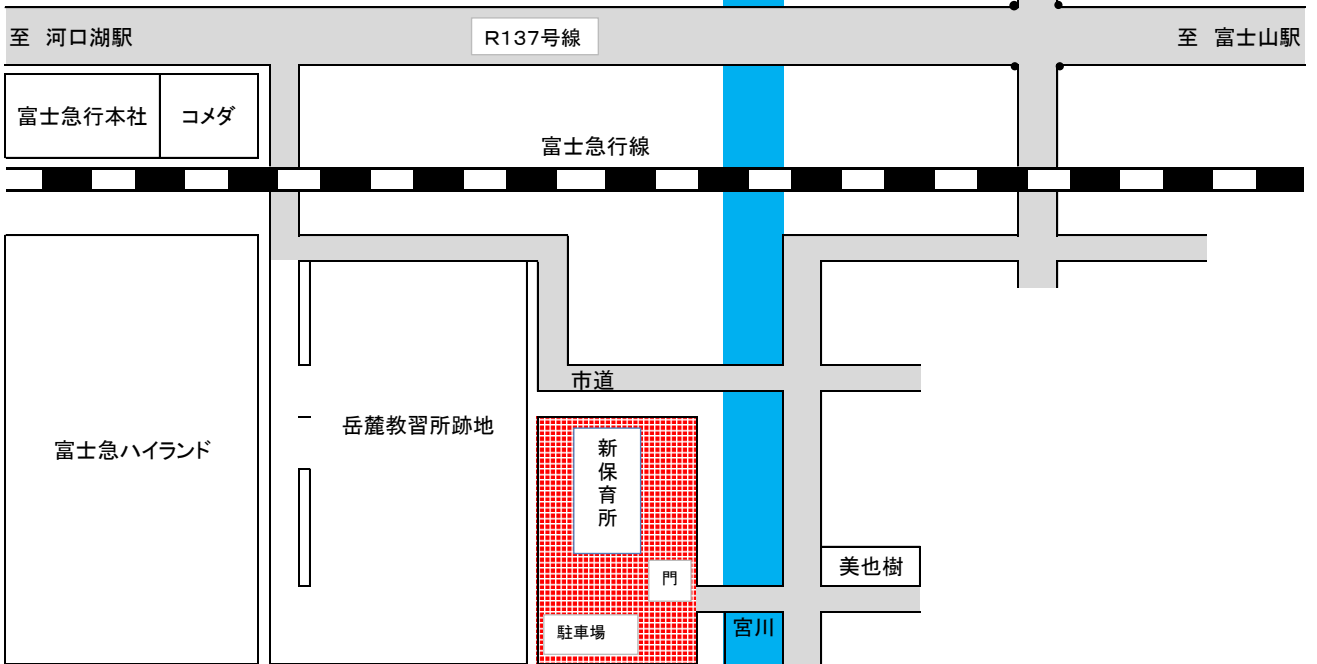 至 河口湖駅
R137号線
至 富士山駅
富士急行本社
コメダ
富士急行線
市道
岳麓教習所跡地
富士急ハイランド
新保育所
美也樹
門
駐車場
宮川